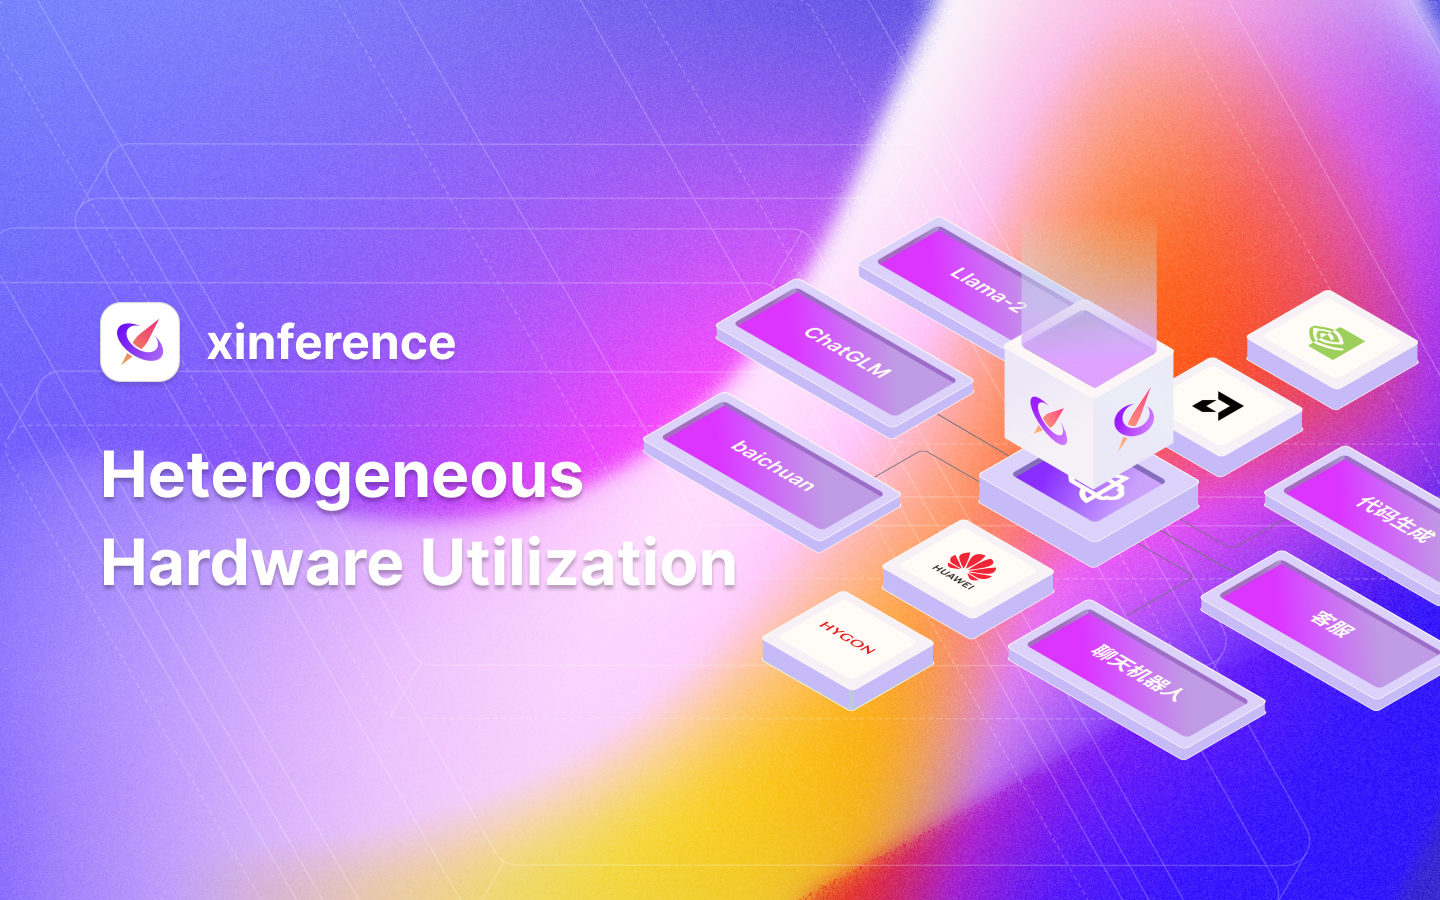 xinference
Heterogeneous
Hardware Utilization
Llama-2
ChatGLM
baichuan
HUAWEI
HYGON
代码生成
客服
聊天机器人